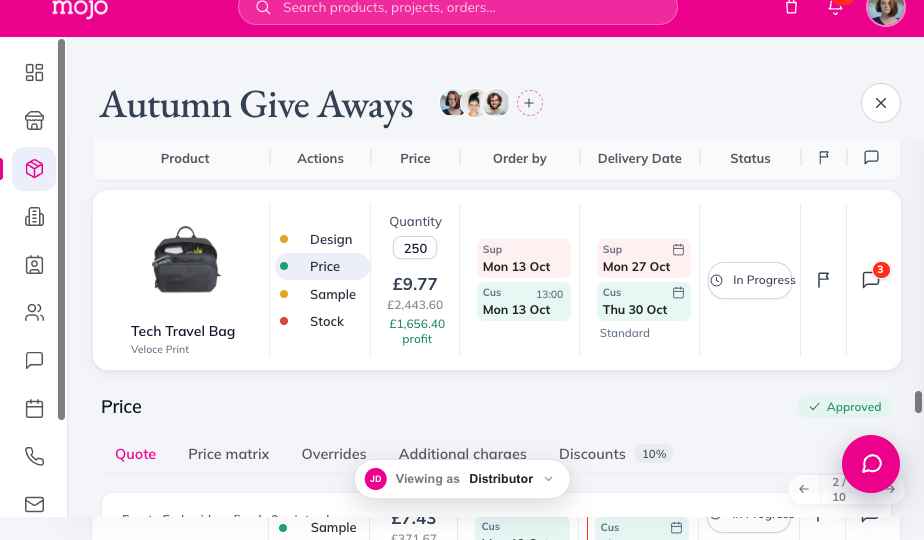 mojo
Search products, projects, orders...
Autumn Give Aways
Product Actions Price Order by Delivery Date Status
Tech Travel Bag
Veloce Print
Design
Price
Sample
Stock
Quantity
250
£9.77
£2,443.60
£1,656.40
profit
Sup
Mon 13 Oct
Cus 13:00
Mon 13 Oct
Sup
Mon 27 Oct
Cus
Thu 30 Oct
Standard
In Progress
3
Price
Approved
Quote Price matrix Overrides Additional charges Discounts 10%
JD Viewing as Distributor
2 /
10
Sample
£7.43
£371.67
Cus
Cus
In Progress